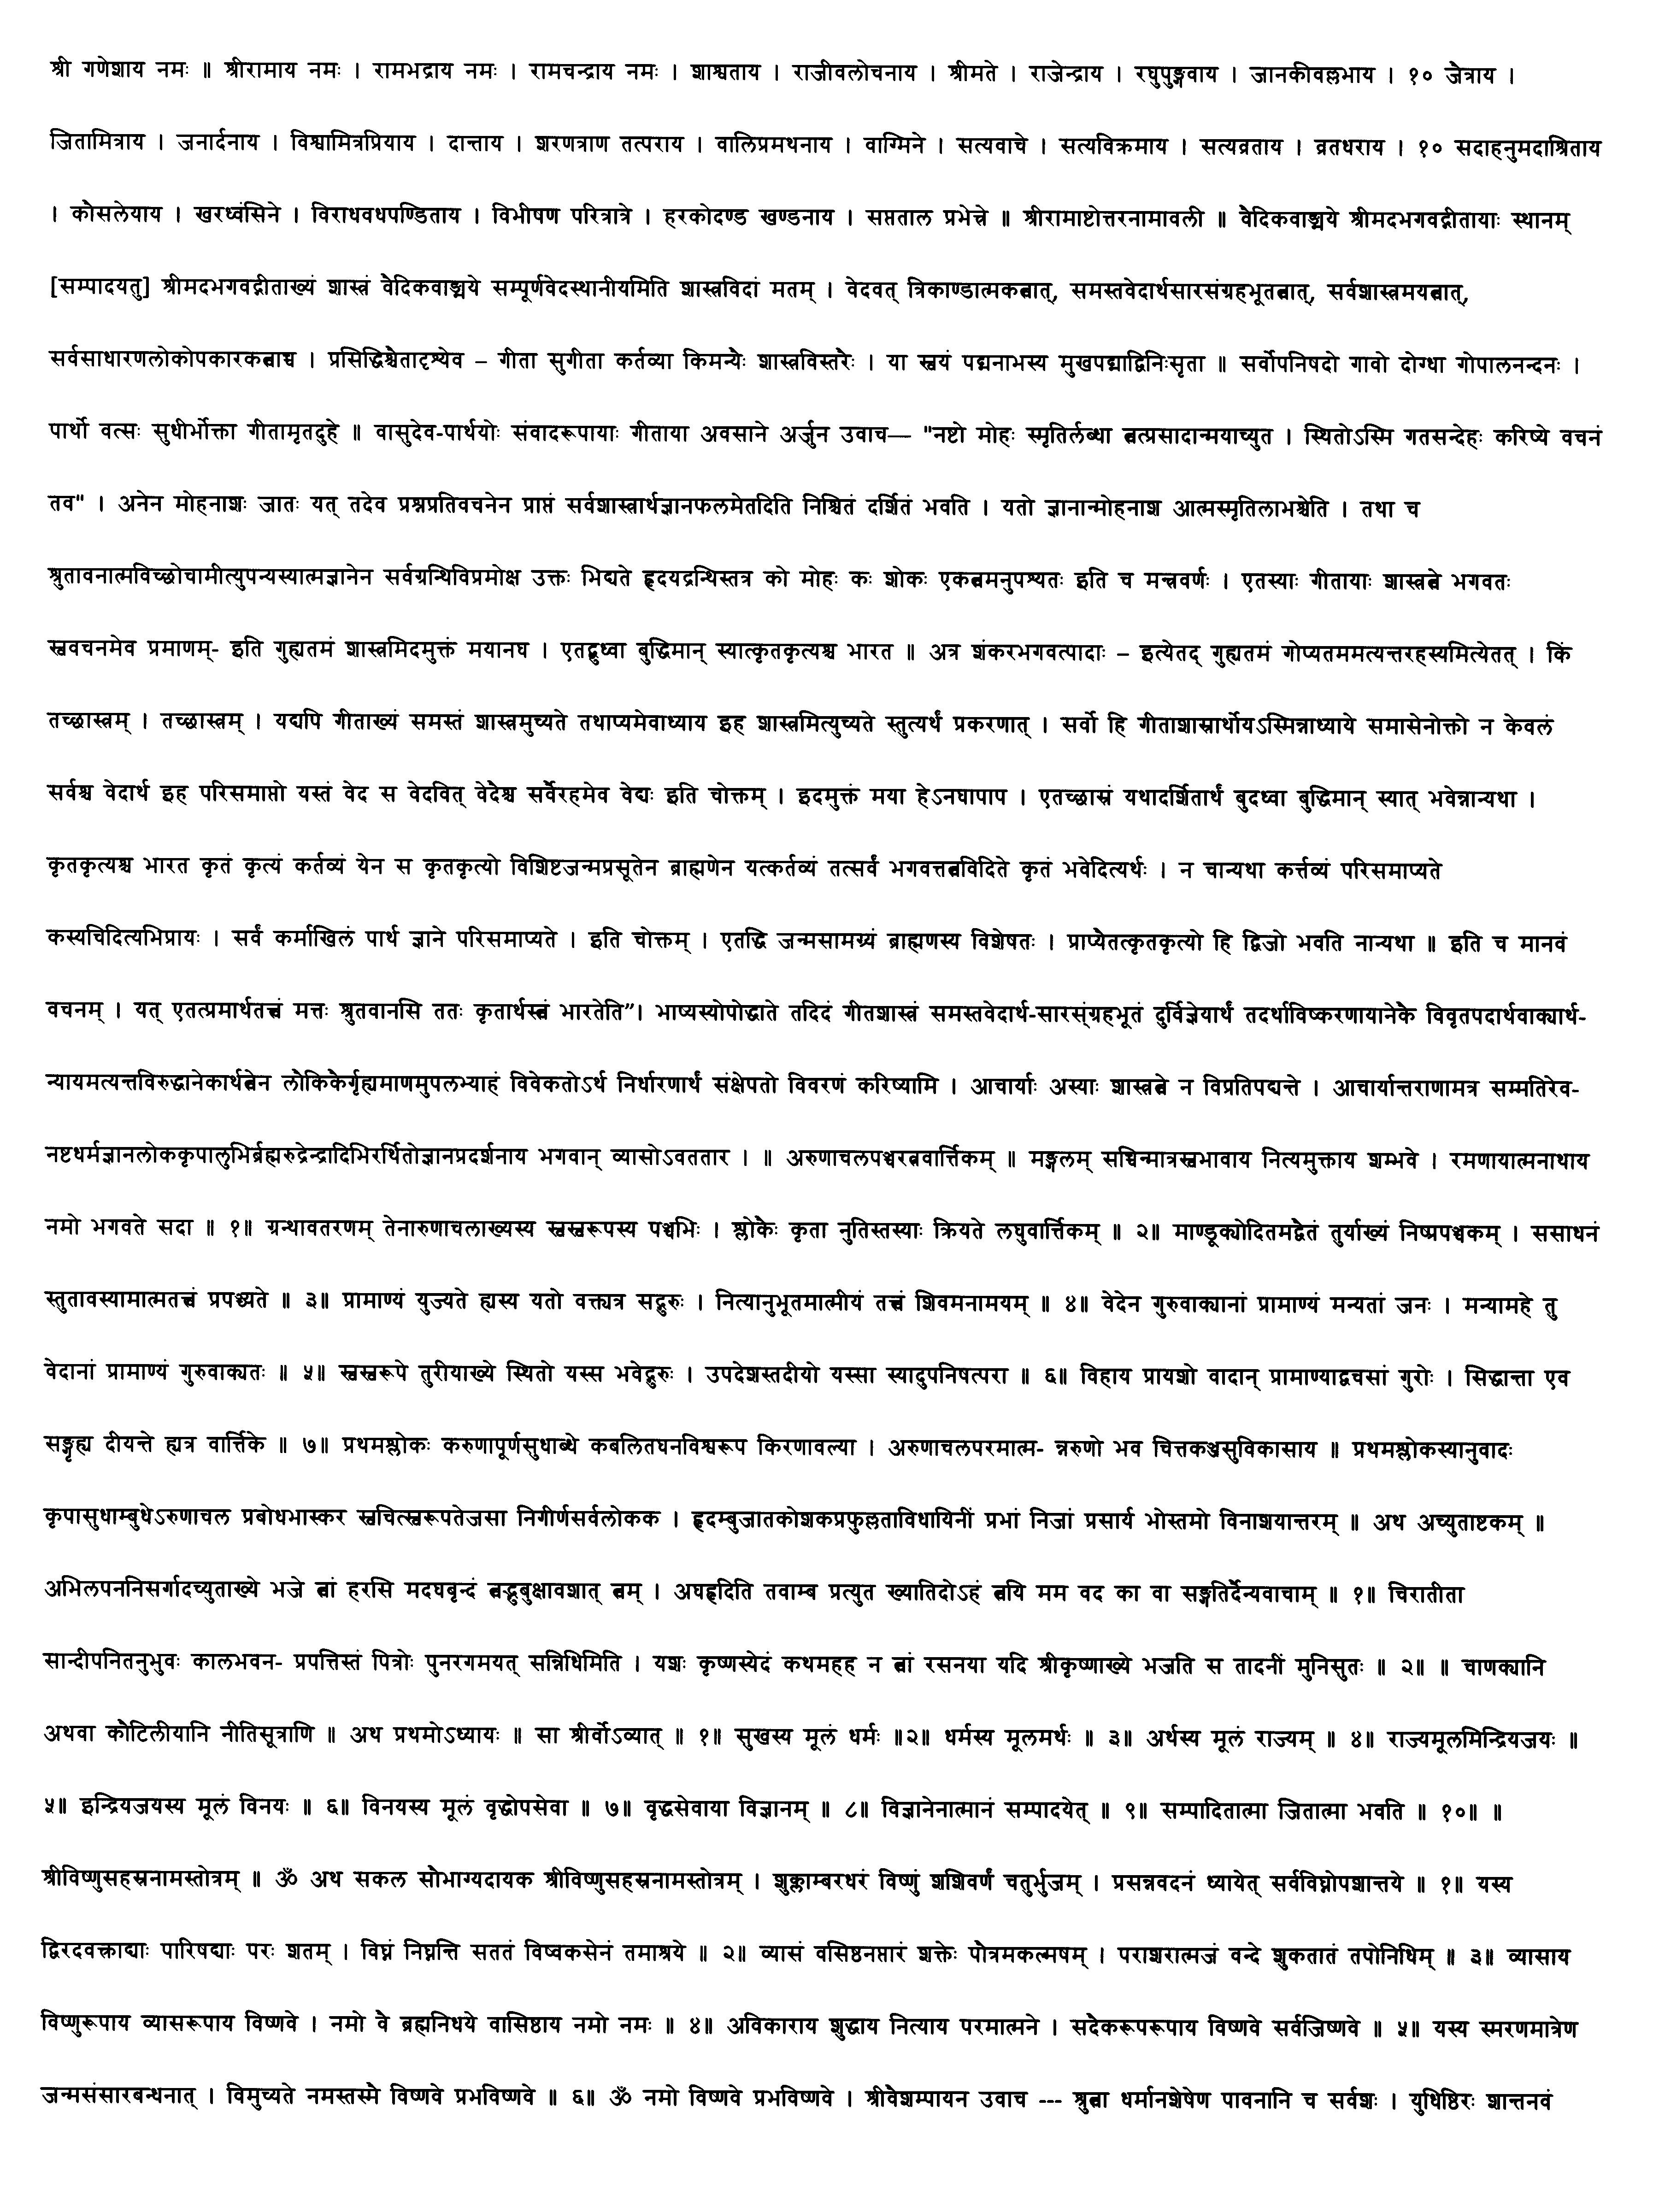 श्री गणेशाय नमः ॥ श्रीरामाय नमः । रामभद्राय नमः । रामचन्द्राय नमः । शाश्वताय । राजीवलोचनाय । श्रीमते । राजेन्द्राय । रघुपुङ्गवाय । जानकीवल्लभाय । १० जैत्राय ।
जितामित्राय । जनार्दनाय । विश्वामित्रप्रियाय । दान्ताय । शरणत्राण तत्पराय । वालिप्रमथनाय । वाग्मिने । सत्यवाचे । सत्यविक्रमाय । सत्यव्रताय । व्रतधराय । १० सदाहनुमदाश्रिताय
। कौसलेयाय । खरध्वंसिने । विराधवधपण्डिताय । विभीषण परित्रात्रे । हरकोदण्ड खण्डनाय । सप्तताल प्रभेत्त्रे ॥ श्रीरामाष्टोत्तरनामावली ॥ वैदिकवाङ्मये श्रीमदभगवद्गीतायाः स्थानम्
[सम्पादयतु] श्रीमदभगवद्गीताख्यं शास्त्रं वैदिकवाङ्मये सम्पूर्णवेदस्थानीयमिति शास्त्रविदां मतम् । वेदवत् त्रिकाण्डात्मकत्वात्, समस्तवेदार्थसारसंग्रहभूतत्वात्, सर्वशास्त्रमयत्वात्,
सर्वसाधारणलोकोपकारकत्वाच्च । प्रसिद्धिश्चैतादृश्येव – गीता सुगीता कर्तव्या किमन्यैः शास्त्रविस्तरैः । या स्वयं पद्मनाभस्य मुखपद्माद्विनिःसृता ॥ सर्वोपनिषदो गावो दोग्धा गोपालनन्दनः ।
पार्थो वत्सः सुधीर्भोक्ता गीतामृतदुहे ॥ वासुदेव-पार्थयोः संवादरूपायाः गीताया अवसाने अर्जुन उवाच— "नष्टो मोहः स्मृतिर्लब्धा त्वत्प्रसादान्मयाच्युत । स्थितोऽस्मि गतसन्देहः करिष्ये वचनं
तव" । अनेन मोहनाशः जातः यत् तदेव प्रश्नप्रतिवचनेन प्राप्तं सर्वशास्त्रार्थज्ञानफलमेतदिति निश्चितं दर्शितं भवति । यतो ज्ञानान्मोहनाश आत्मस्मृतिलाभश्चेति । तथा च
श्रुतावनात्मविच्छोचामीत्युपन्यस्यात्मज्ञानेन सर्वग्रन्थिविप्रमोक्ष उक्तः भिद्यते हृदयद्रन्थिस्तत्र को मोहः कः शोकः एकत्वमनुपश्यतः इति च मन्त्रवर्णः । एतस्याः गीतायाः शास्त्रत्वे भगवतः
स्ववचनमेव प्रमाणम्- इति गुह्यतमं शास्त्रमिदमुक्तं मयानघ । एतद्बुध्वा बुद्धिमान् स्यात्कृतकृत्यश्च भारत ॥ अत्र शंकरभगवत्पादाः – इत्येतद् गुह्यतमं गोप्यतममत्यन्तरहस्यमित्येतत् । किं
तच्छास्त्रम् । तच्छास्त्रम् । यद्यपि गीताख्यं समस्तं शास्त्रमुच्यते तथाप्यमेवाध्याय इह शास्त्रमित्युच्यते स्तुत्यर्थं प्रकरणात् । सर्वो हि गीताशास्रार्थोयऽस्मिन्नाध्याये समासेनोक्तो न केवलं
सर्वश्च वेदार्थ इह परिसमाप्तो यस्तं वेद स वेदवित् वेदैश्च सर्वैरहमेव वेद्यः इति चोक्तम् । इदमुक्तं मया हेऽनघापाप । एतच्छास्रं यथादर्शितार्थं बुदध्वा बुद्धिमान् स्यात् भवेन्नान्यथा ।
कृतकृत्यश्च भारत कृतं कृत्यं कर्तव्यं येन स कृतकृत्यो विशिष्टजन्मप्रसूतेन ब्राह्मणेन यत्कर्तव्यं तत्सर्वं भगवत्तत्वविदिते कृतं भवेदित्यर्थः । न चान्यथा कर्त्तव्यं परिसमाप्यते
कस्यचिदित्यभिप्रायः । सर्वं कर्माखिलं पार्थ ज्ञाने परिसमाप्यते । इति चोक्तम् । एतद्धि जन्मसामग्र्यं ब्राह्मणस्य विशेषतः । प्राप्यैतत्कृतकृत्यो हि द्विजो भवति नान्यथा ॥ इति च मानवं
वचनम् । यत् एतत्प्रमार्थतत्त्वं मत्तः श्रुतवानसि ततः कृतार्थस्त्वं भारतेति”। भाष्यस्योपोद्धाते तदिदं गीतशास्त्रं समस्तवेदार्थ-सारस्ंग्रहभूतं दुर्विज्ञेयार्थं तदर्थाविष्करणायानेकै विवृतपदार्थवाक्यार्थ-
न्यायमत्यन्तविरुद्धानेकार्थत्वेन लौकिकैर्गृह्यमाणमुपलभ्याहं विवेकतोऽर्थ निर्धारणार्थं संक्षेपतो विवरणं करिष्यामि । आचार्याः अस्याः शास्त्रत्वे न विप्रतिपद्यन्ते । आचार्यान्तराणामत्र सम्मतिरेव-
नष्टधर्मज्ञानलोककृपालुभिर्ब्रह्मरुद्रेन्द्रादिभिरर्थितोज्ञानप्रदर्शनाय भगवान् व्यासोऽवततार । ॥ अरुणाचलपञ्चरत्नवार्त्तिकम् ॥ मङ्गलम् सच्चिन्मात्रस्वभावाय नित्यमुक्ताय शम्भवे । रमणायात्मनाथाय
नमो भगवते सदा ॥ १॥ ग्रन्थावतरणम् तेनारुणाचलाख्यस्य स्वस्वरूपस्य पञ्चभिः । श्लोकैः कृता नुतिस्तस्याः क्रियते लघुवार्त्तिकम् ॥ २॥ माण्डूक्योदितमद्वैतं तुर्याख्यं निष्प्रपञ्चकम् । ससाधनं
स्तुतावस्यामात्मतत्त्वं प्रपञ्च्यते ॥ ३॥ प्रामाण्यं युज्यते ह्यस्य यतो वक्त्यत्र सद्गुरुः । नित्यानुभूतमात्मीयं तत्त्वं शिवमनामयम् ॥ ४॥ वेदेन गुरुवाक्यानां प्रामाण्यं मन्यतां जनः । मन्यामहे तु
वेदानां प्रामाण्यं गुरुवाक्यतः ॥ ५॥ स्वस्वरूपे तुरीयाख्ये स्थितो यस्स भवेद्गुरुः । उपदेशस्तदीयो यस्सा स्यादुपनिषत्परा ॥ ६॥ विहाय प्रायशो वादान् प्रामाण्याद्वचसां गुरोः । सिद्धान्ता एव
सङ्गृह्य दीयन्ते ह्यत्र वार्त्तिके ॥ ७॥ प्रथमश्लोकः करुणापूर्णसुधाब्धे कबलितघनविश्वरूप किरणावल्या । अरुणाचलपरमात्म- न्नरुणो भव चित्तकञ्जसुविकासाय ॥ प्रथमश्लोकस्यानुवादः
कृपासुधाम्बुधेऽरुणाचल प्रबोधभास्कर स्वचित्स्वरूपतेजसा निगीर्णसर्वलोकक । हृदम्बुजातकोशकप्रफुल्लताविधायिनीं प्रभां निजां प्रसार्य भोस्तमो विनाशयान्तरम् ॥ अथ अच्युताष्टकम् ॥
अभिलपननिसर्गादच्युताख्ये भजे त्वां हरसि मदघबृन्दं त्वद्भुबुक्षावशात् त्वम् । अघहृदिति तवाम्ब प्रत्युत ख्यातिदोऽहं त्वयि मम वद का वा सङ्गतिर्दैन्यवाचाम् ॥ १॥ चिरातीता
सान्दीपनितनुभुवः कालभवन- प्रपत्तिस्तं पित्रोः पुनरगमयत् सन्निधिमिति । यशः कृष्णस्येदं कथमहह न त्वां रसनया यदि श्रीकृष्णाख्ये भजति स तादनीं मुनिसुतः ॥ २॥ ॥ चाणक्यानि
अथवा कौटिलीयानि नीतिसूत्राणि ॥ अथ प्रथमोऽध्यायः ॥ सा श्रीर्वोऽव्यात् ॥ १॥ सुखस्य मूलं धर्मः ॥२॥ धर्मस्य मूलमर्थः ॥ ३॥ अर्थस्य मूलं राज्यम् ॥ ४॥ राज्यमूलमिन्द्रियजयः ॥
५॥ इन्द्रियजयस्य मूलं विनयः ॥ ६॥ विनयस्य मूलं वृद्धोपसेवा ॥ ७॥ वृद्धसेवाया विज्ञानम् ॥ ८॥ विज्ञानेनात्मानं सम्पादयेत् ॥ ९॥ सम्पादितात्मा जितात्मा भवति ॥ १०॥ ॥
श्रीविष्णुसहस्रनामस्तोत्रम् ॥ ॐ अथ सकल सौभाग्यदायक श्रीविष्णुसहस्रनामस्तोत्रम् । शुक्लाम्बरधरं विष्णुं शशिवर्णं चतुर्भुजम् । प्रसन्नवदनं ध्यायेत् सर्वविघ्नोपशान्तये ॥ १॥ यस्य
द्विरदवक्त्राद्याः पारिषद्याः परः शतम् । विघ्नं निघ्नन्ति सततं विष्वकसेनं तमाश्रये ॥ २॥ व्यासं वसिष्ठनप्तारं शक्तेः पौत्रमकल्मषम् । पराशरात्मजं वन्दे शुकतातं तपोनिधिम् ॥ ३॥ व्यासाय
विष्णुरूपाय व्यासरूपाय विष्णवे । नमो वै ब्रह्मनिधये वासिष्ठाय नमो नमः ॥ ४॥ अविकाराय शुद्धाय नित्याय परमात्मने । सदैकरूपरूपाय विष्णवे सर्वजिष्णवे ॥ ५॥ यस्य स्मरणमात्रेण
जन्मसंसारबन्धनात् । विमुच्यते नमस्तस्मै विष्णवे प्रभविष्णवे ॥ ६॥ ॐ नमो विष्णवे प्रभविष्णवे । श्रीवैशम्पायन उवाच --- श्रुत्वा धर्मानशेषेण पावनानि च सर्वशः । युधिष्ठिरः शान्तनवं